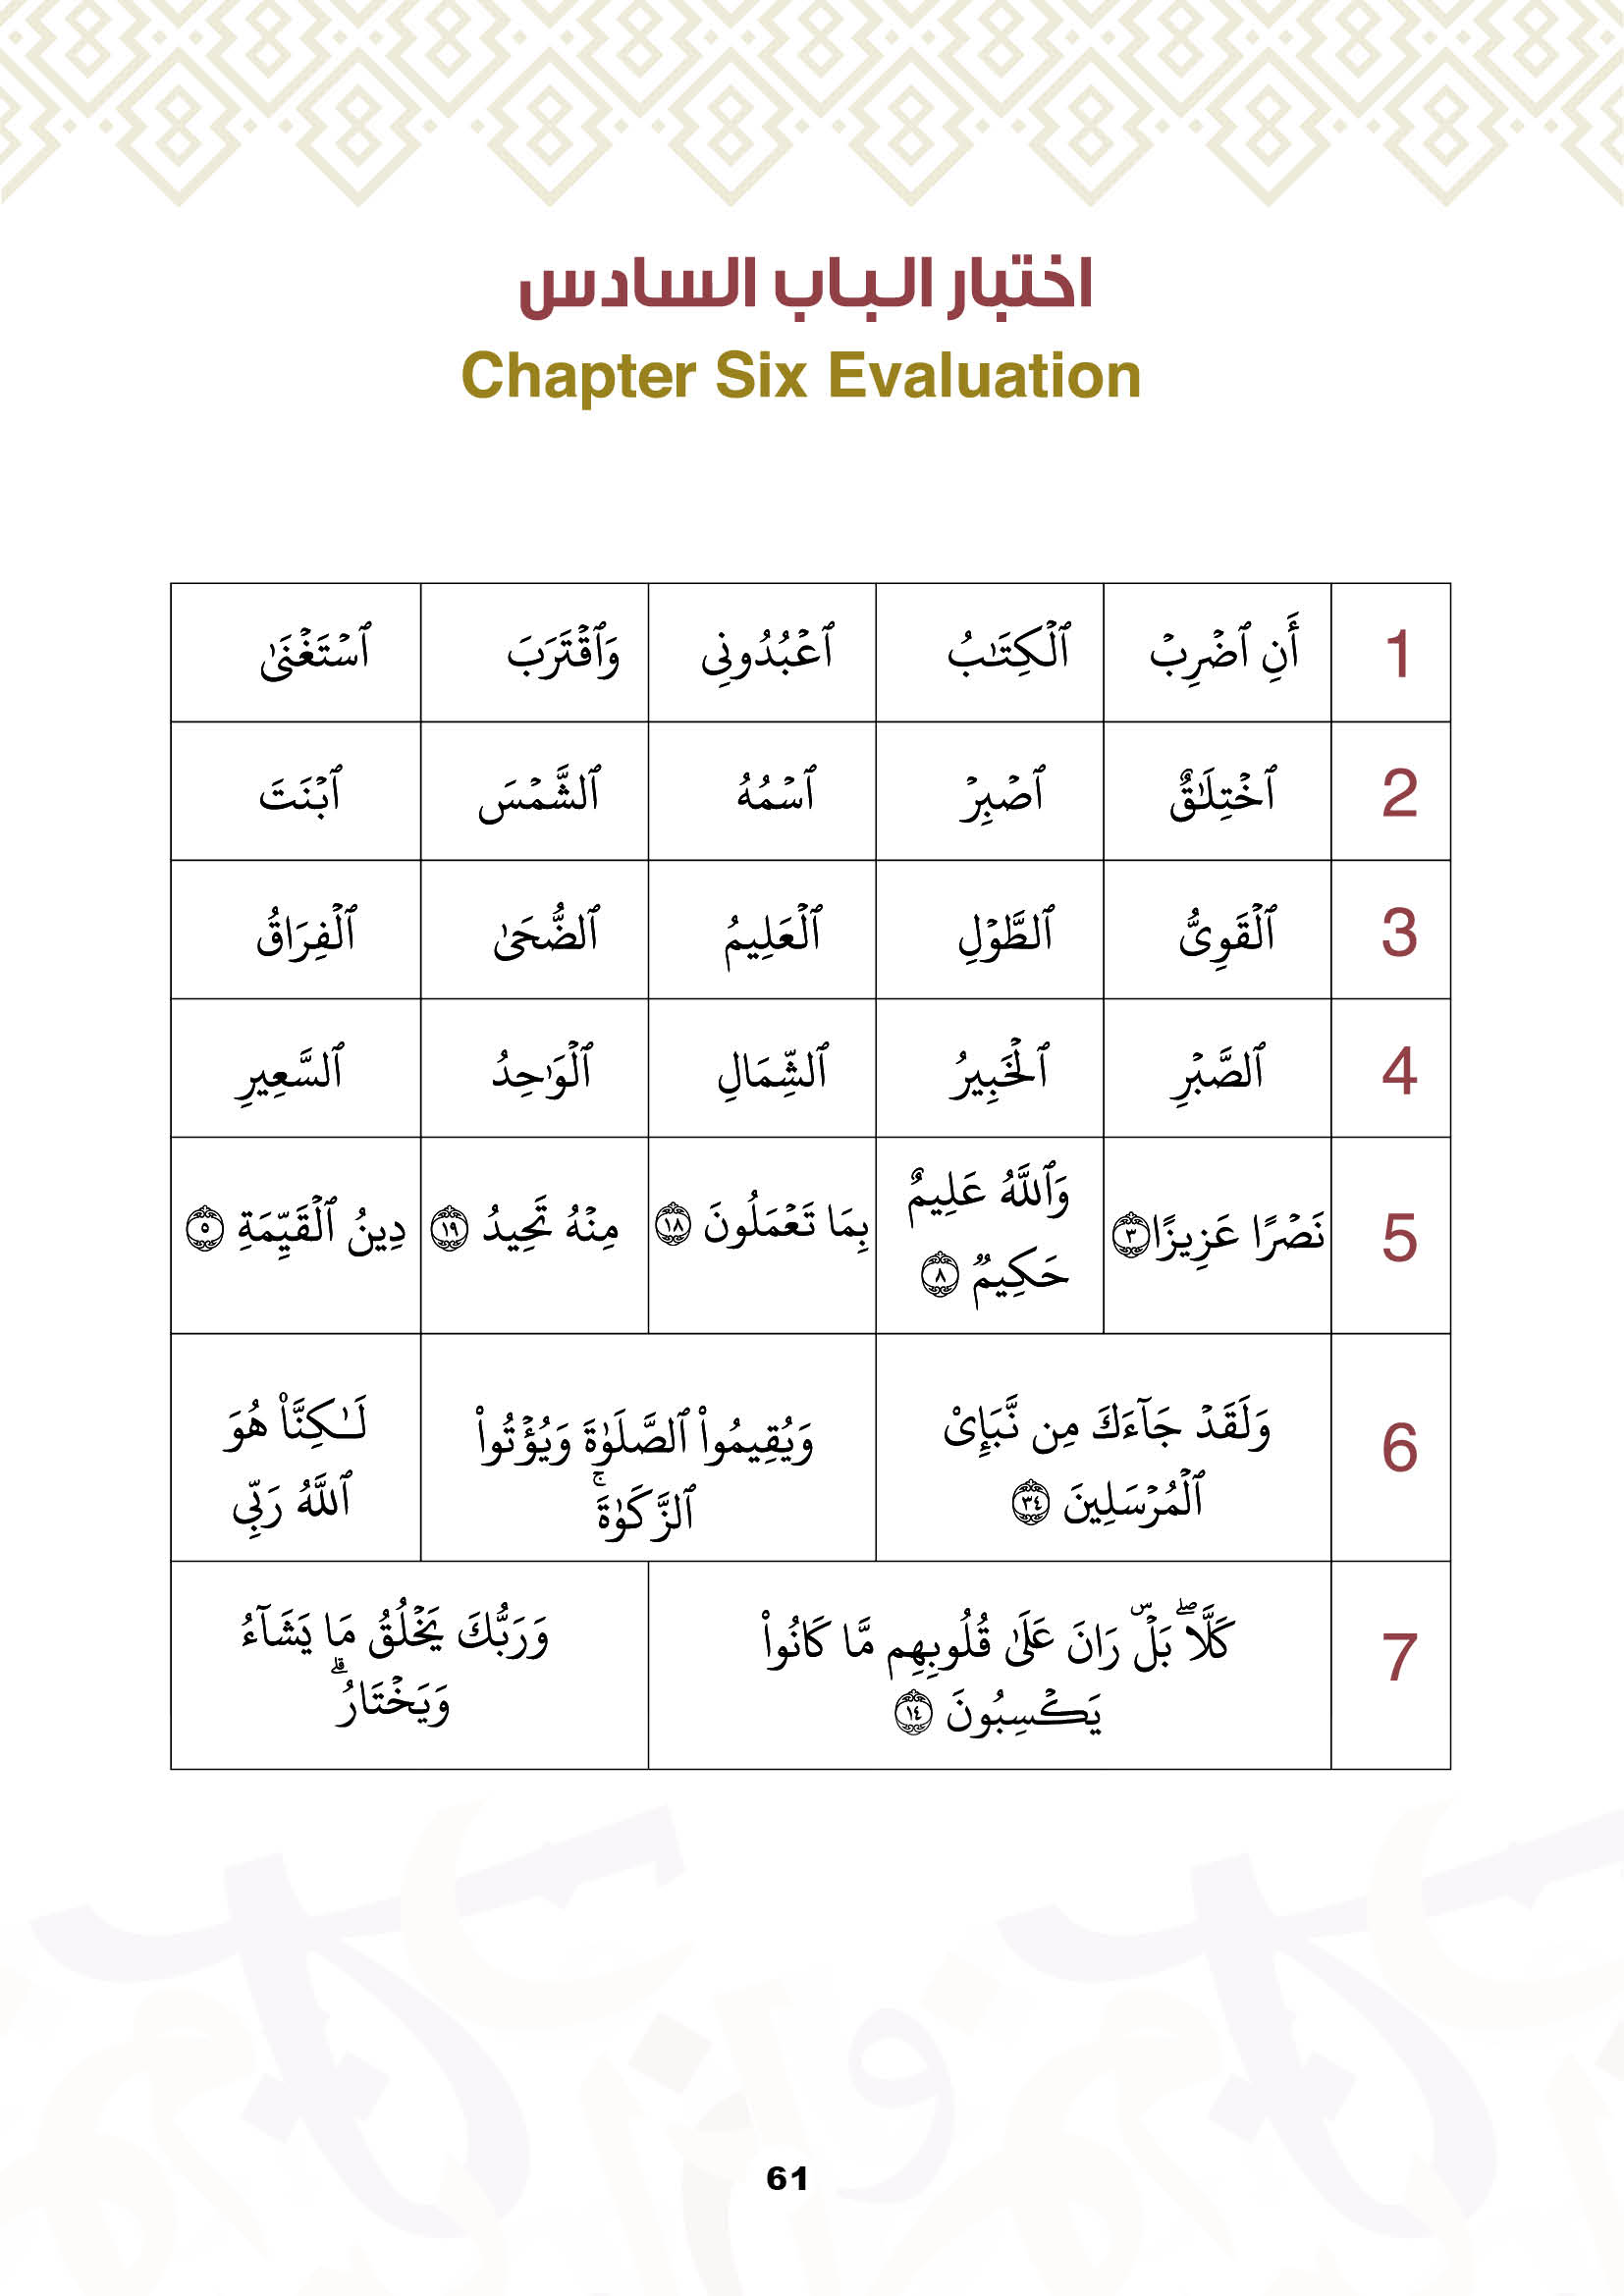 اختبار الباب السادس
Chapter Six Evaluation
1 أَنِ ٱضۡرِبۡ ٱلۡكِتَٰبُ ٱعۡبُدُونِي وَٱقۡتَرَبَ ٱسۡتَغۡنَىٰ
2 ٱخۡتِلَٰقٌ ٱصۡبِرۡ ٱسۡمُهُ ٱلشَّمۡسَ ٱبۡنَتَ
3 ٱلۡقَوِيُّ ٱلطَّوۡلِ ٱلۡعَلِيمُ ٱلضُّحَىٰ ٱلۡفِرَاقُ
4 ٱلصَّبۡرِ ٱلۡخَبِيرُ ٱلشِّمَالِ ٱلۡوَٰحِدُ ٱلسَّعِيرِ
5 نَصۡرًا عَزِيزًا ٣
وَٱللَّهُ عَلِيمٌ
حَكِيمٌ ٨
بِمَا تَعۡمَلُونَ ١٨
مِنۡهُ تَحِيدُ ١٩
دِينُ ٱلۡقَيِّمَةِ ٥
6 وَلَقَدۡ جَآءَكَ مِن نَّبَإِيْ
ٱلۡمُرۡسَلِينَ ٣٤
وَيُقِيمُواْ ٱلصَّلَوٰةَ وَيُؤۡتُواْ
ٱلزَّكَوٰةَۚ
لَّٰكِنَّا۠ هُوَ
ٱللَّهُ رَبِّي
7 كَلَّاۖ بَلۡۜ رَانَ عَلَىٰ قُلُوبِهِم مَّا كَانُواْ
يَكۡسِبُونَ ١٤
وَرَبُّكَ يَخۡلُقُ مَا يَشَآءُ
وَيَخۡتَارُۗ
61